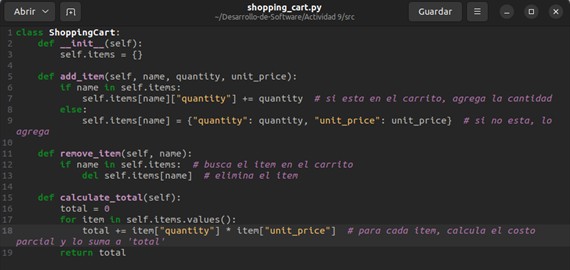 Abrir
shopping_cart.py
~/Desarrollo-de-Software/Actividad 9/src
Guardar
1 class ShoppingCart:
2     def __init__(self):
3         self.items = {}
4
5     def add_item(self, name, quantity, unit_price):
6         if name in self.items:
7             self.items[name]["quantity"] += quantity  # si esta en el carrito, agrega la cantidad
8         else:
9             self.items[name] = {"quantity": quantity, "unit_price": unit_price}  # si no esta, lo
agrega
10
11     def remove_item(self, name):
12         if name in self.items:  # busca el item en el carrito
13             del self.items[name]  # elimina el item
14
15     def calculate_total(self):
16         total = 0
17         for item in self.items.values():
18             total += item["quantity"] * item["unit_price"]  # para cada item, calcula el costo
parcial y lo suma a 'total'
19         return total